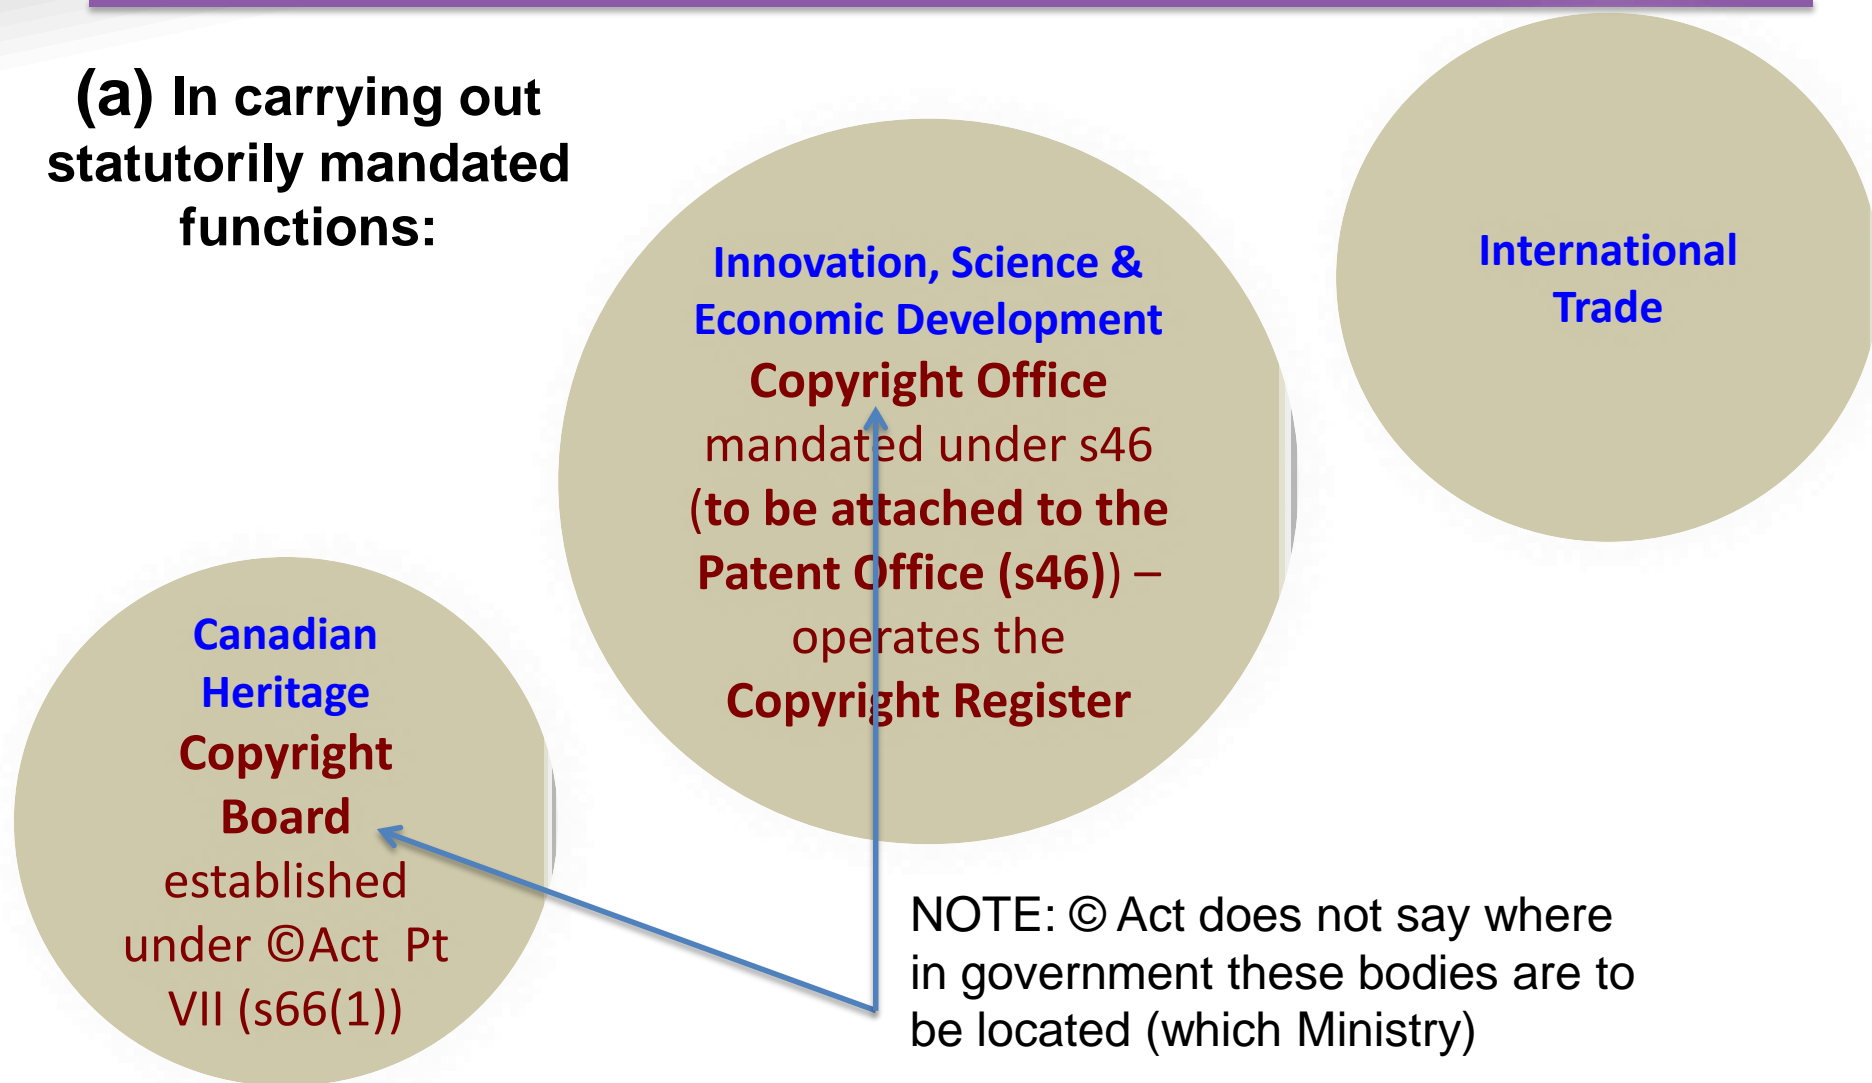 (a) In carrying out
statutorily mandated
functions:
Innovation, Science &
Economic Development
Copyright Office
mandated under s46
(to be attached to the
Patent Office (s46)) –
operates the
Copyright Register
International
Trade
Canadian
Heritage
Copyright
Board
established
under ©Act  Pt
VII (s66(1))
NOTE: © Act does not say where
in government these bodies are to
be located (which Ministry)